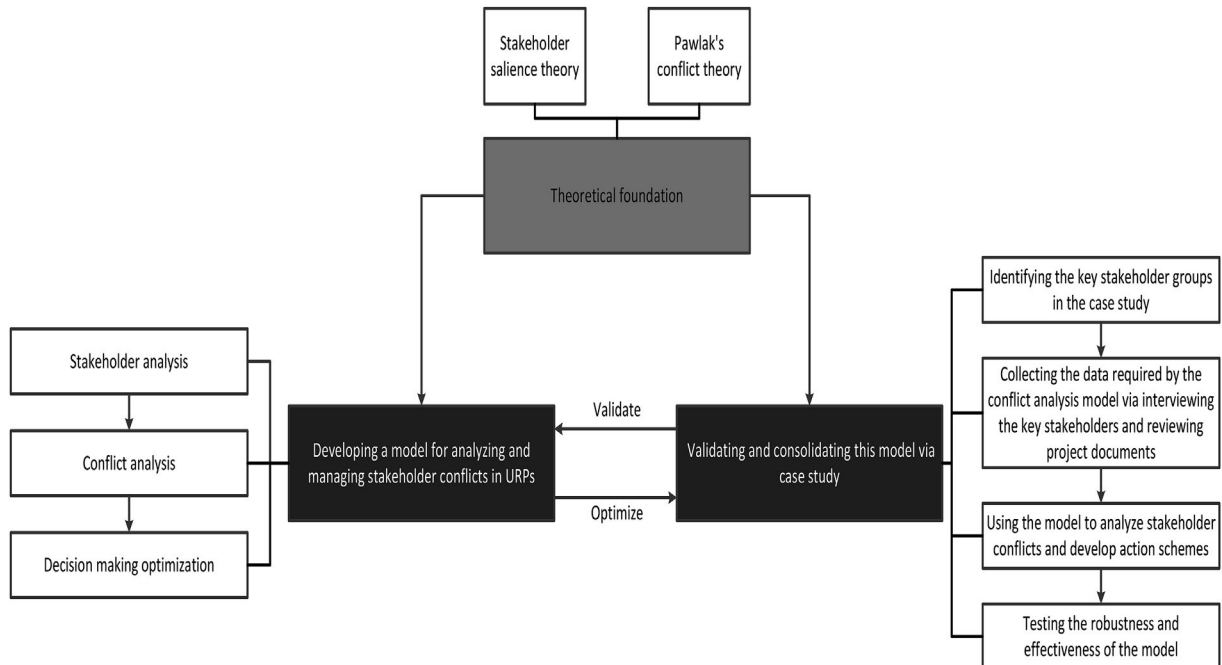 Stakeholder
salience theory
Pawlak's
conflict theory
Theoretical foundation
Stakeholder analysis
Conflict analysis
Decision making optimization
Developing a model for analyzing and
managing stakeholder conflicts in URPs
Validate
Optimize
Validating and consolidating this model via
case study
Identifying the key stakeholder groups
in the case study
Collecting the data required by the
conflict analysis model via interviewing
the key stakeholders and reviewing
project documents
Using the model to analyze stakeholder
conflicts and develop action schemes
Testing the robustness and
effectiveness of the model